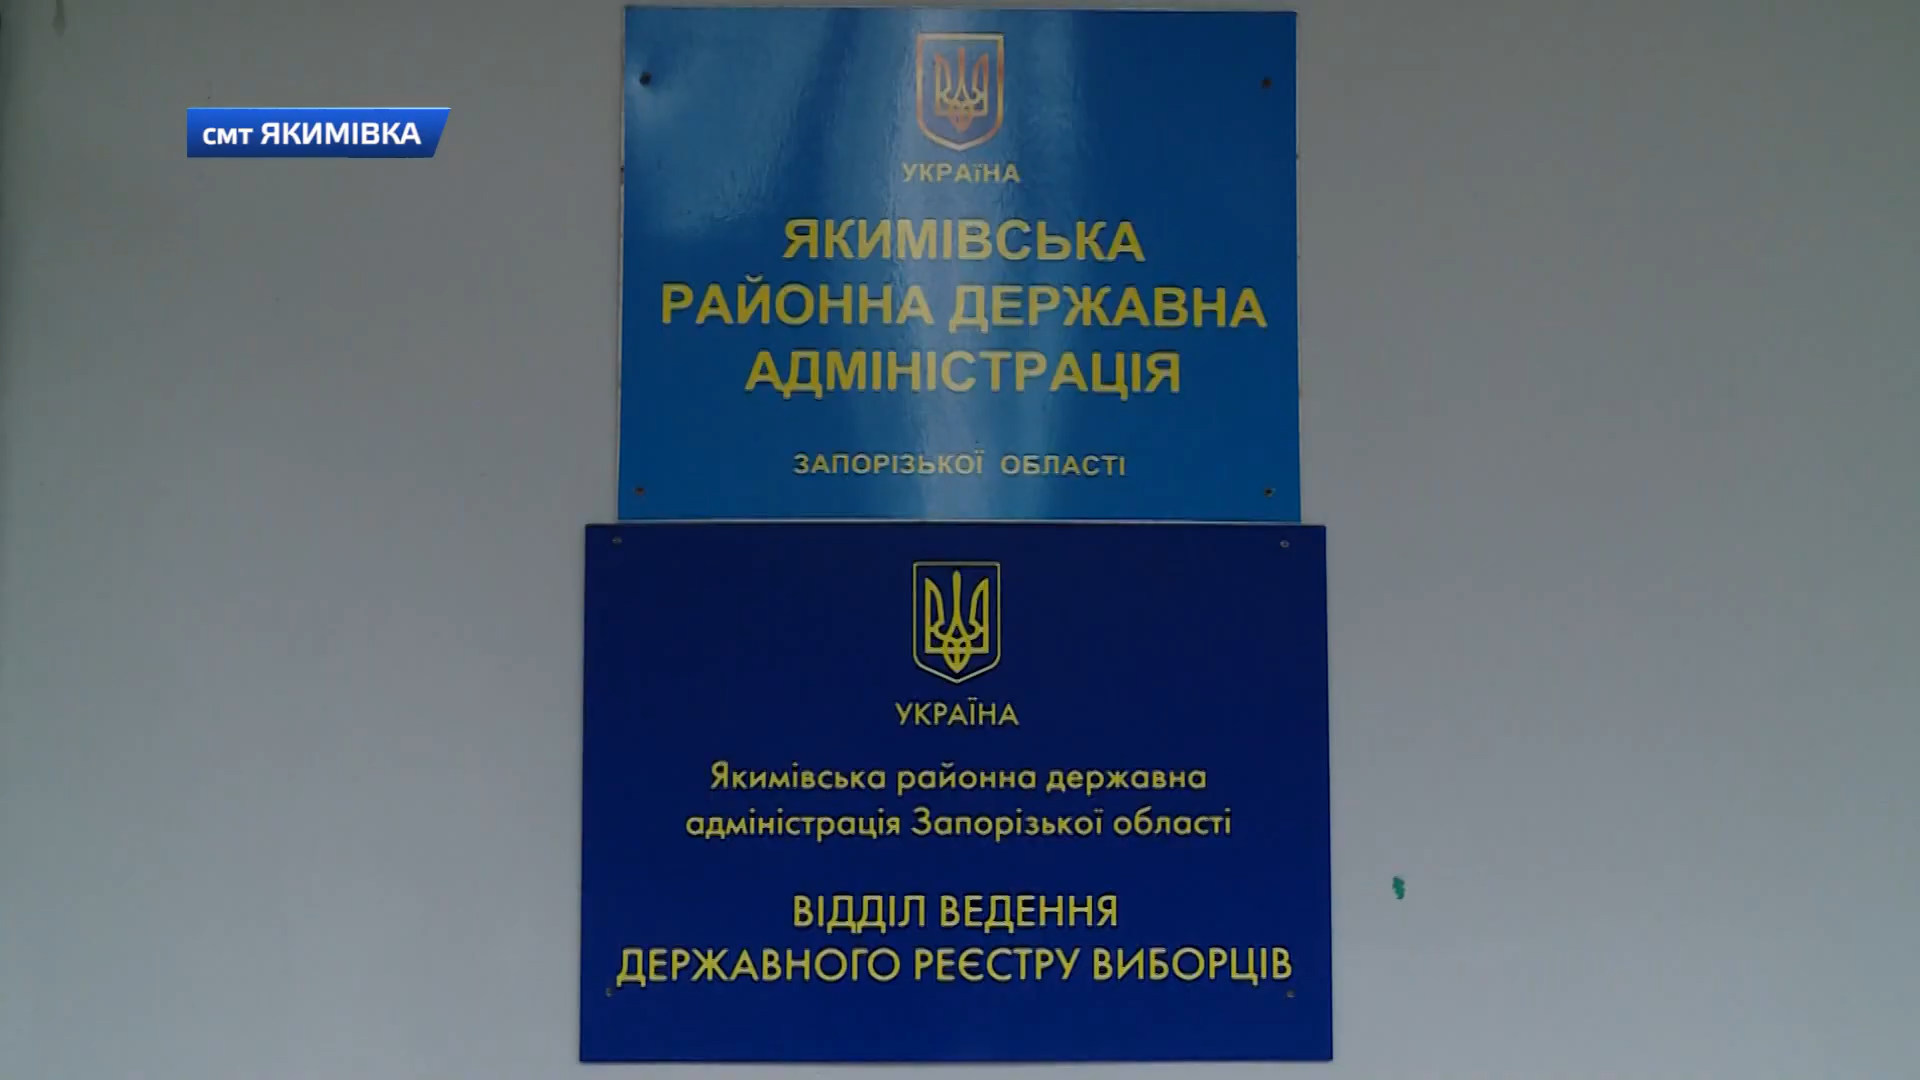 смт ЯКИМІВКА
УКРАїНА
ЯКИМІВСЬКА
РАЙОННА ДЕРЖАВНА
АДМІНІСТРАЦІЯ
ЗАПОРІЗЬКОЇ ОБЛАСТІ
УКРАЇНА
Якимівська районна державна
адміністрація Запорізької області
ВІДДІЛ ВЕДЕННЯ
ДЕРЖАВНОГО РЕЄСТРУ ВИБОРЦІВ